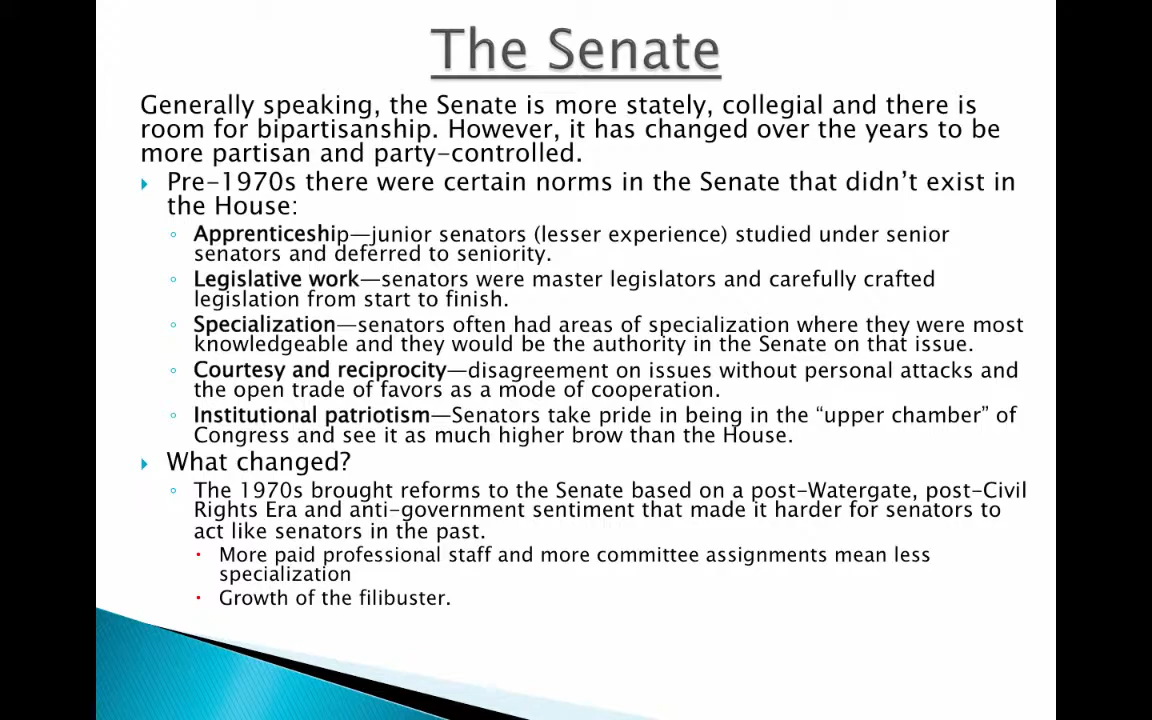 The Senate
Generally speaking, the Senate is more stately, collegial and there is
room for bipartisanship. However, it has changed over the years to be
more partisan and party-controlled.
Pre-1970s there were certain norms in the Senate that didn’t exist in
the House:
Apprenticeship—junior senators (lesser experience) studied under senior
senators and deferred to seniority.
Legislative work—senators were master legislators and carefully crafted
legislation from start to finish.
Specialization—senators often had areas of specialization where they were most
knowledgeable and they would be the authority in the Senate on that issue.
Courtesy and reciprocity—disagreement on issues without personal attacks and
the open trade of favors as a mode of cooperation.
Institutional patriotism—Senators take pride in being in the “upper chamber” of
Congress and see it as much higher brow than the House.
What changed?
The 1970s brought reforms to the Senate based on a post-Watergate, post-Civil
Rights Era and anti-government sentiment that made it harder for senators to
act like senators in the past.
More paid professional staff and more committee assignments mean less
specialization
Growth of the filibuster.